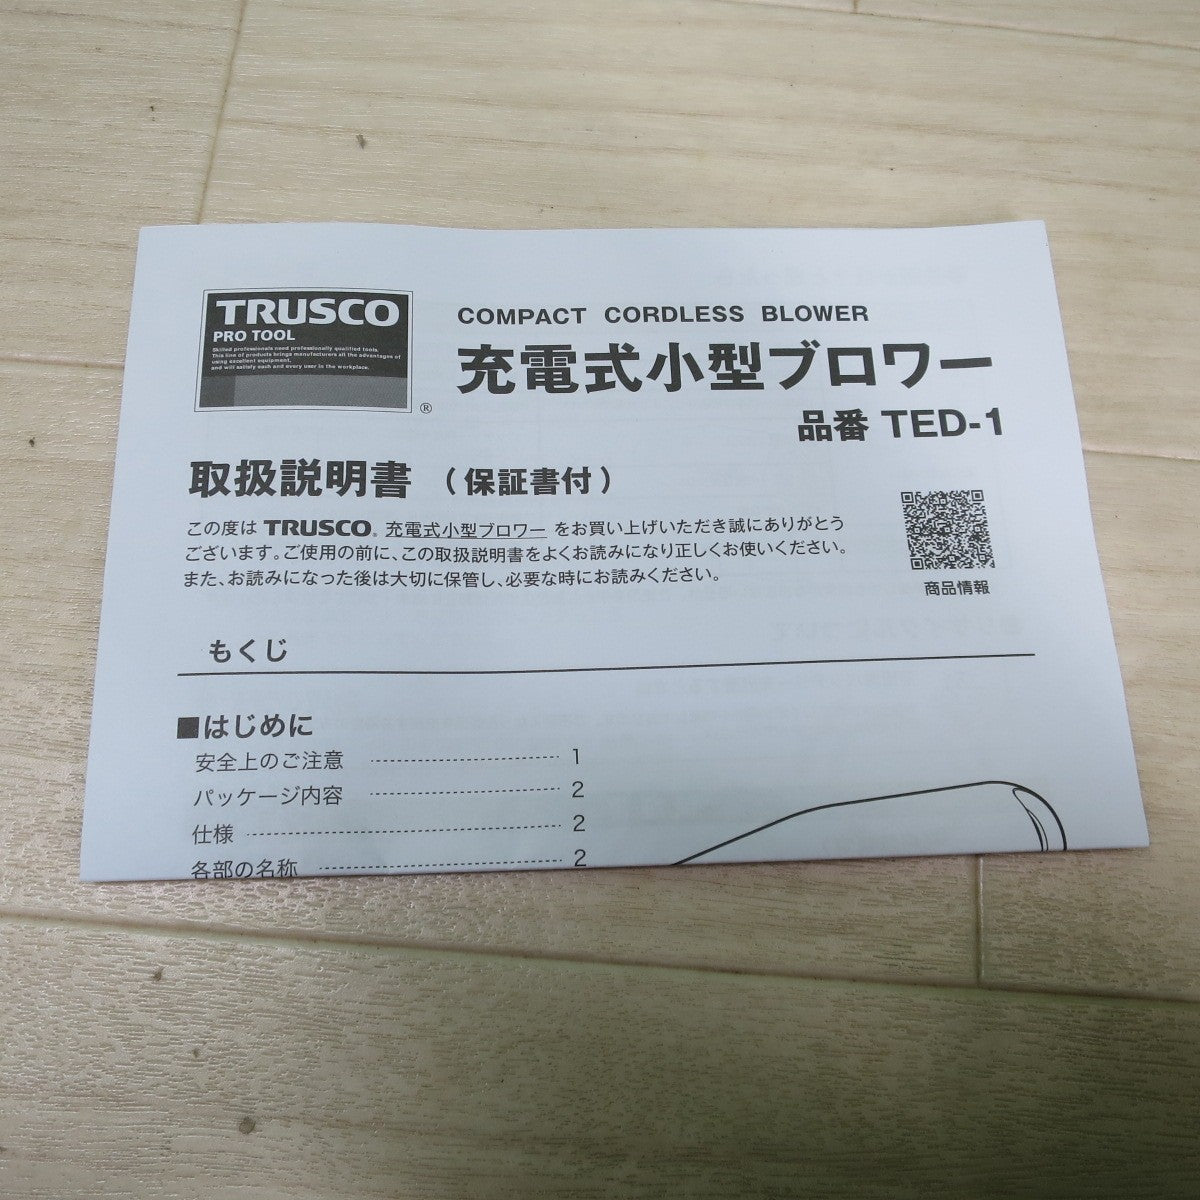 TRUSCO
PRO TOOL
Skilled professionals need professionally qualified tools.
This line of products brings manufacturers all the advantages of
using excellent equipment,
and will satisfy each and every user in the workplace.
®
COMPACT CORDLESS BLOWER
充電式小型ブロワー
品番 TED-1
取扱説明書 (保証書付)
この度は TRUSCO® 充電式小型ブロワー をお買い上げいただき誠にありがとう
ございます。ご使用の前に、この取扱説明書をよくお読みになり正しくお使いください。
また、お読みになった後は大切に保管し、必要な時にお読みください。
商品情報
もくじ
■はじめに
安全上のご注意 ---------------------------- 1
パッケージ内容 ---------------------------- 2
仕様 ---------------------------- 2
各部の名称 ---------------------------- 2